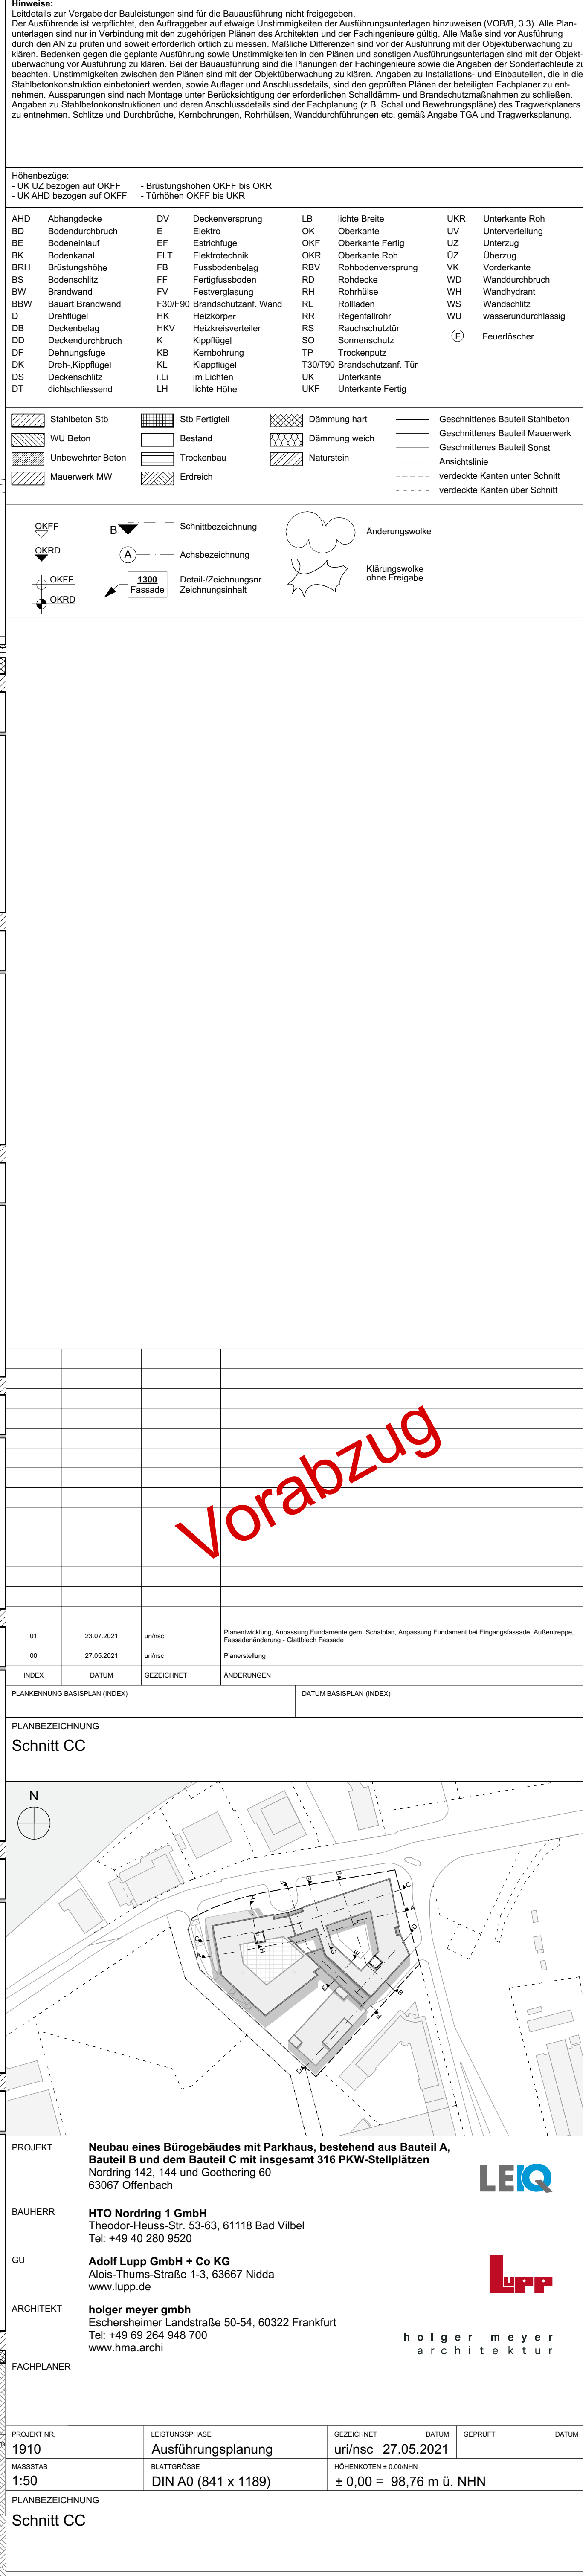 Hinweise:
Leitdetails zur Vergabe der Bauleistungen sind für die Bauausführung nicht freigegeben.
Der Ausführende ist verpflichtet, den Auftraggeber auf etwaige Unstimmigkeiten der Ausführungsunterlagen hinzuweisen (VOB/B, 3.3). Alle Plan-
unterlagen sind nur in Verbindung mit den zugehörigen Plänen des Architekten und der Fachingenieure gültig. Alle Maße sind vor Ausführung
durch den AN zu prüfen und soweit erforderlich örtlich zu messen. Maßliche Differenzen sind vor der Ausführung mit der Objektüberwachung zu
klären. Bedenken gegen die geplante Ausführung sowie Unstimmigkeiten in den Plänen und sonstigen Ausführungsunterlagen sind mit der Objekt-
überwachung vor Ausführung zu klären. Bei der Bauausführung sind die Planungen der Fachingenieure sowie die Angaben der Sonderfachleute zu
beachten. Unstimmigkeiten zwischen den Plänen sind mit der Objektüberwachung zu klären. Angaben zu Installations- und Einbauteilen, die in die
Stahlbetonkonstruktion einbetoniert werden, sowie Auflager und Anschlussdetails, sind den geprüften Plänen der beteiligten Fachplaner zu ent-
nehmen. Aussparungen sind nach Montage unter Berücksichtigung der erforderlichen Schalldämm- und Brandschutzmaßnahmen zu schließen.
Angaben zu Stahlbetonkonstruktionen und deren Anschlussdetails sind der Fachplanung (z.B. Schal und Bewehrungspläne) des Tragwerkplaners
zu entnehmen. Schlitze und Durchbrüche, Kernbohrungen, Rohrhülsen, Wanddurchführungen etc. gemäß Angabe TGA und Tragwerksplanung.
Höhenbezüge:
- UK UZ bezogen auf OKFF - Brüstungshöhen OKFF bis OKR
- UK AHD bezogen auf OKFF - Türhöhen OKFF bis UKR
AHD Abhangdecke DV Deckenversprung LB lichte Breite UKR Unterkante Roh
BD Bodendurchbruch E Elektro OK Oberkante UV Unterverteilung
BE Bodeneinlauf EF Estrichfuge OKF Oberkante Fertig UZ Unterzug
BK Bodenkanal ELT Elektrotechnik OKR Oberkante Roh ÜZ Überzug
BRH Brüstungshöhe FB Fussbodenbelag RBV Rohbodenversprung VK Vorderkante
BS Bodenschlitz FF Fertigfussboden RD Rohdecke WD Wanddurchbruch
BW Brandwand FV Festverglasung RH Rohrhülse WH Wandhydrant
BBW Bauart Brandwand F30/F90 Brandschutzanf. Wand RL Rollladen WS Wandschlitz
D Drehflügel HK Heizkörper RR Regenfallrohr WU wasserundurchlässig
DB Deckenbelag HKV Heizkreisverteiler RS Rauchschutztür
DD Deckendurchbruch K Kippflügel SO Sonnenschutz F Feuerlöscher
DF Dehnungsfuge KB Kernbohrung TP Trockenputz
DK Dreh-,Kippflügel KL Klappflügel T30/T90 Brandschutzanf. Tür
DS Deckenschlitz i.Li im Lichten UK Unterkante
DT dichtschliessend LH lichte Höhe UKF Unterkante Fertig
Stahlbeton Stb Stb Fertigteil Dämmung hart Geschnittenes Bauteil Stahlbeton
Geschnittenes Bauteil Mauerwerk
WU Beton Bestand Dämmung weich
Geschnittenes Bauteil Sonst
Unbewehrter Beton Trockenbau Naturstein Ansichtslinie
Mauerwerk MW Erdreich verdeckte Kanten unter Schnitt
verdeckte Kanten über Schnitt
OKFF B Schnittbezeichnung Änderungswolke
OKRD A Achsbezeichnung
Klärungswolke
ohne Freigabe
OKFF 1300 Detail-/Zeichnungsnr.
Fassade Zeichnungsinhalt
OKRD
Vorabzug
01 23.07.2021 uri/nsc Planentwicklung, Anpassung Fundamente gem. Schalplan, Anpassung Fundament bei Eingangsfassade, Außentreppe,
Fassadenänderung - Glattblech Fassade
00 27.05.2021 uri/nsc Planerstellung
INDEX DATUM GEZEICHNET ÄNDERUNGEN
PLANKENNUNG BASISPLAN (INDEX) DATUM BASISPLAN (INDEX)
PLANBEZEICHNUNG
Schnitt CC
N
PROJEKT Neubau eines Bürogebäudes mit Parkhaus, bestehend aus Bauteil A,
Bauteil B und dem Bauteil C mit insgesamt 316 PKW-Stellplätzen
Nordring 142, 144 und Goethering 60
63067 Offenbach
LEIQ
BAUHERR HTO Nordring 1 GmbH
Theodor-Heuss-Str. 53-63, 61118 Bad Vilbel
Tel: +49 40 280 9520
GU Adolf Lupp GmbH + Co KG
Alois-Thums-Straße 1-3, 63667 Nidda
www.lupp.de
Lupp
ARCHITEKT holger meyer gmbh
Eschersheimer Landstraße 50-54, 60322 Frankfurt
Tel: +49 69 264 948 700
www.hma.archi
holger meyer
architektur
FACHPLANER
PROJEKT NR. LEISTUNGSPHASE GEZEICHNET DATUM GEPRÜFT DATUM
1910 Ausführungsplanung uri/nsc 27.05.2021
MASSSTAB BLATTGRÖSSE HÖHENKOTEN ± 0.00/NHN
1:50 DIN A0 (841 x 1189) ± 0,00 = 98,76 m ü. NHN
PLANBEZEICHNUNG
Schnitt CC